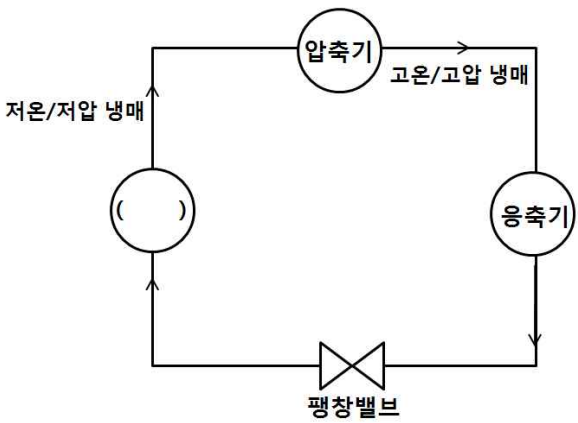 압축기
고온/고압 냉매
저온/저압 냉매
(      )
응축기
팽창밸브